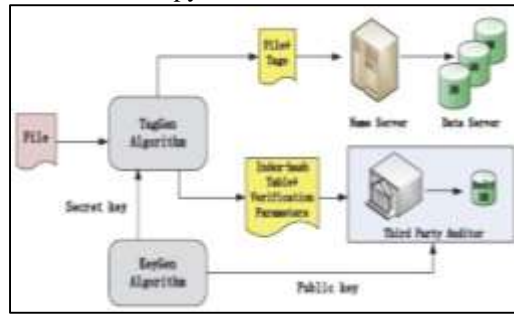 File+
Tags
Name Server
Data Server
File
TagGen
Algorithm
Index-hash
Table+
Verification
Parameters
Secret key
Third Party Auditor
KeyGen
Algorithm
Public key